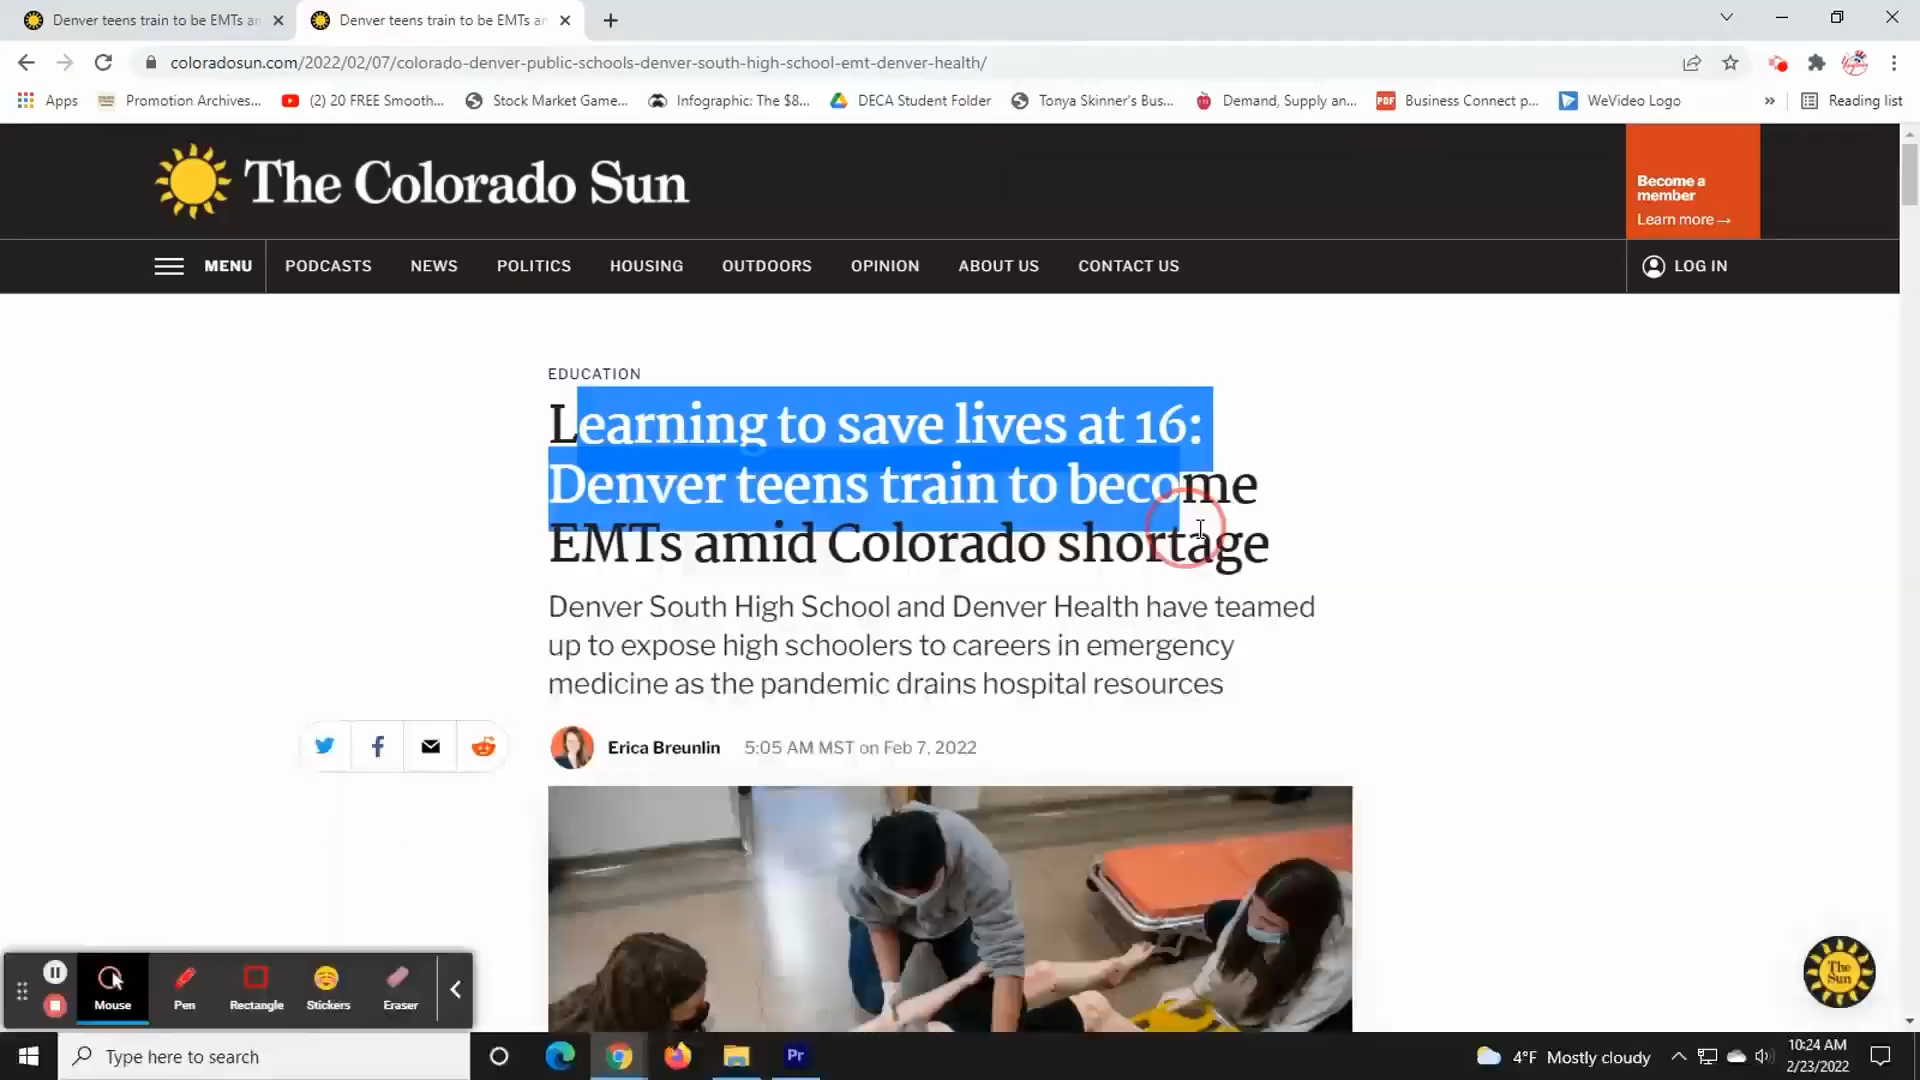 Denver teens train to be EMTs an
Denver teens train to be EMTs an
coloradosun.com/2022/02/07/colorado-denver-public-schools-denver-south-high-school-emt-denver-health/
Apps
Promotion Archives...
(2) 20 FREE Smooth...
Stock Market Game...
Infographic: The $8...
DECA Student Folder
Tonya Skinner's Bus...
Demand, Supply an...
Business Connect p...
WeVideo Logo
»
Reading list
The Colorado Sun
Become a
member
Learn more→
MENU
PODCASTS
NEWS
POLITICS
HOUSING
OUTDOORS
OPINION
ABOUT US
CONTACT US
LOG IN
EDUCATION
Learning to save lives at 16:
Denver teens train to become
EMTs amid Colorado shortage
Denver South High School and Denver Health have teamed
up to expose high schoolers to careers in emergency
medicine as the pandemic drains hospital resources
Erica Breunlin 5:05 AM MST on Feb 7, 2022
The
Sun
Mouse
Pen
Rectangle
Stickers
Eraser
Type here to search
Pr
4°F Mostly cloudy
10:24 AM
2/23/2022